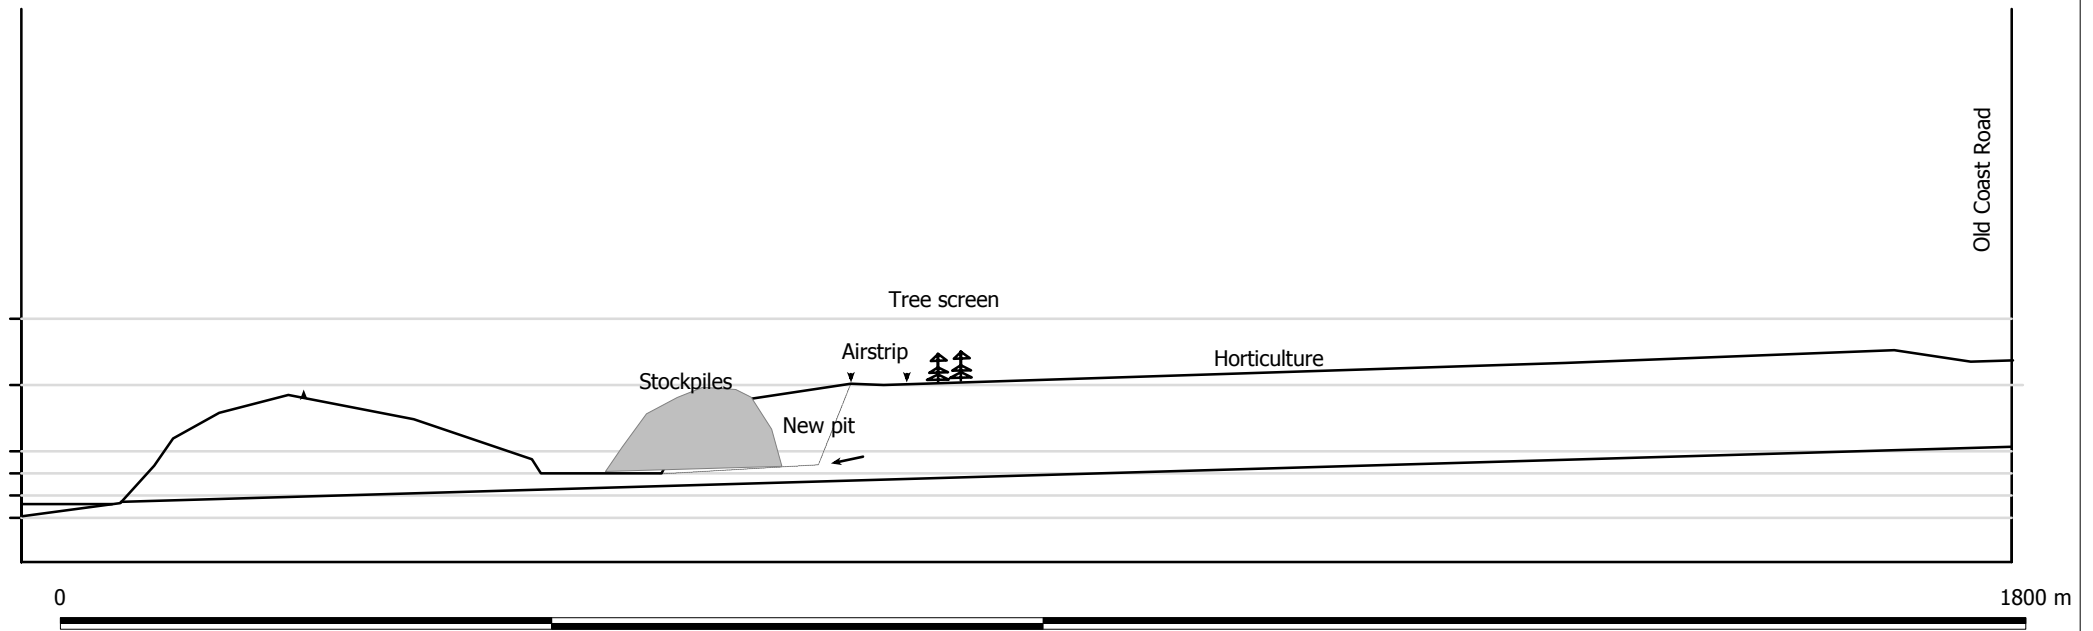 Old Coast Road
Tree screen
Airstrip
Horticulture
Stockpiles
New pit
0
1800 m